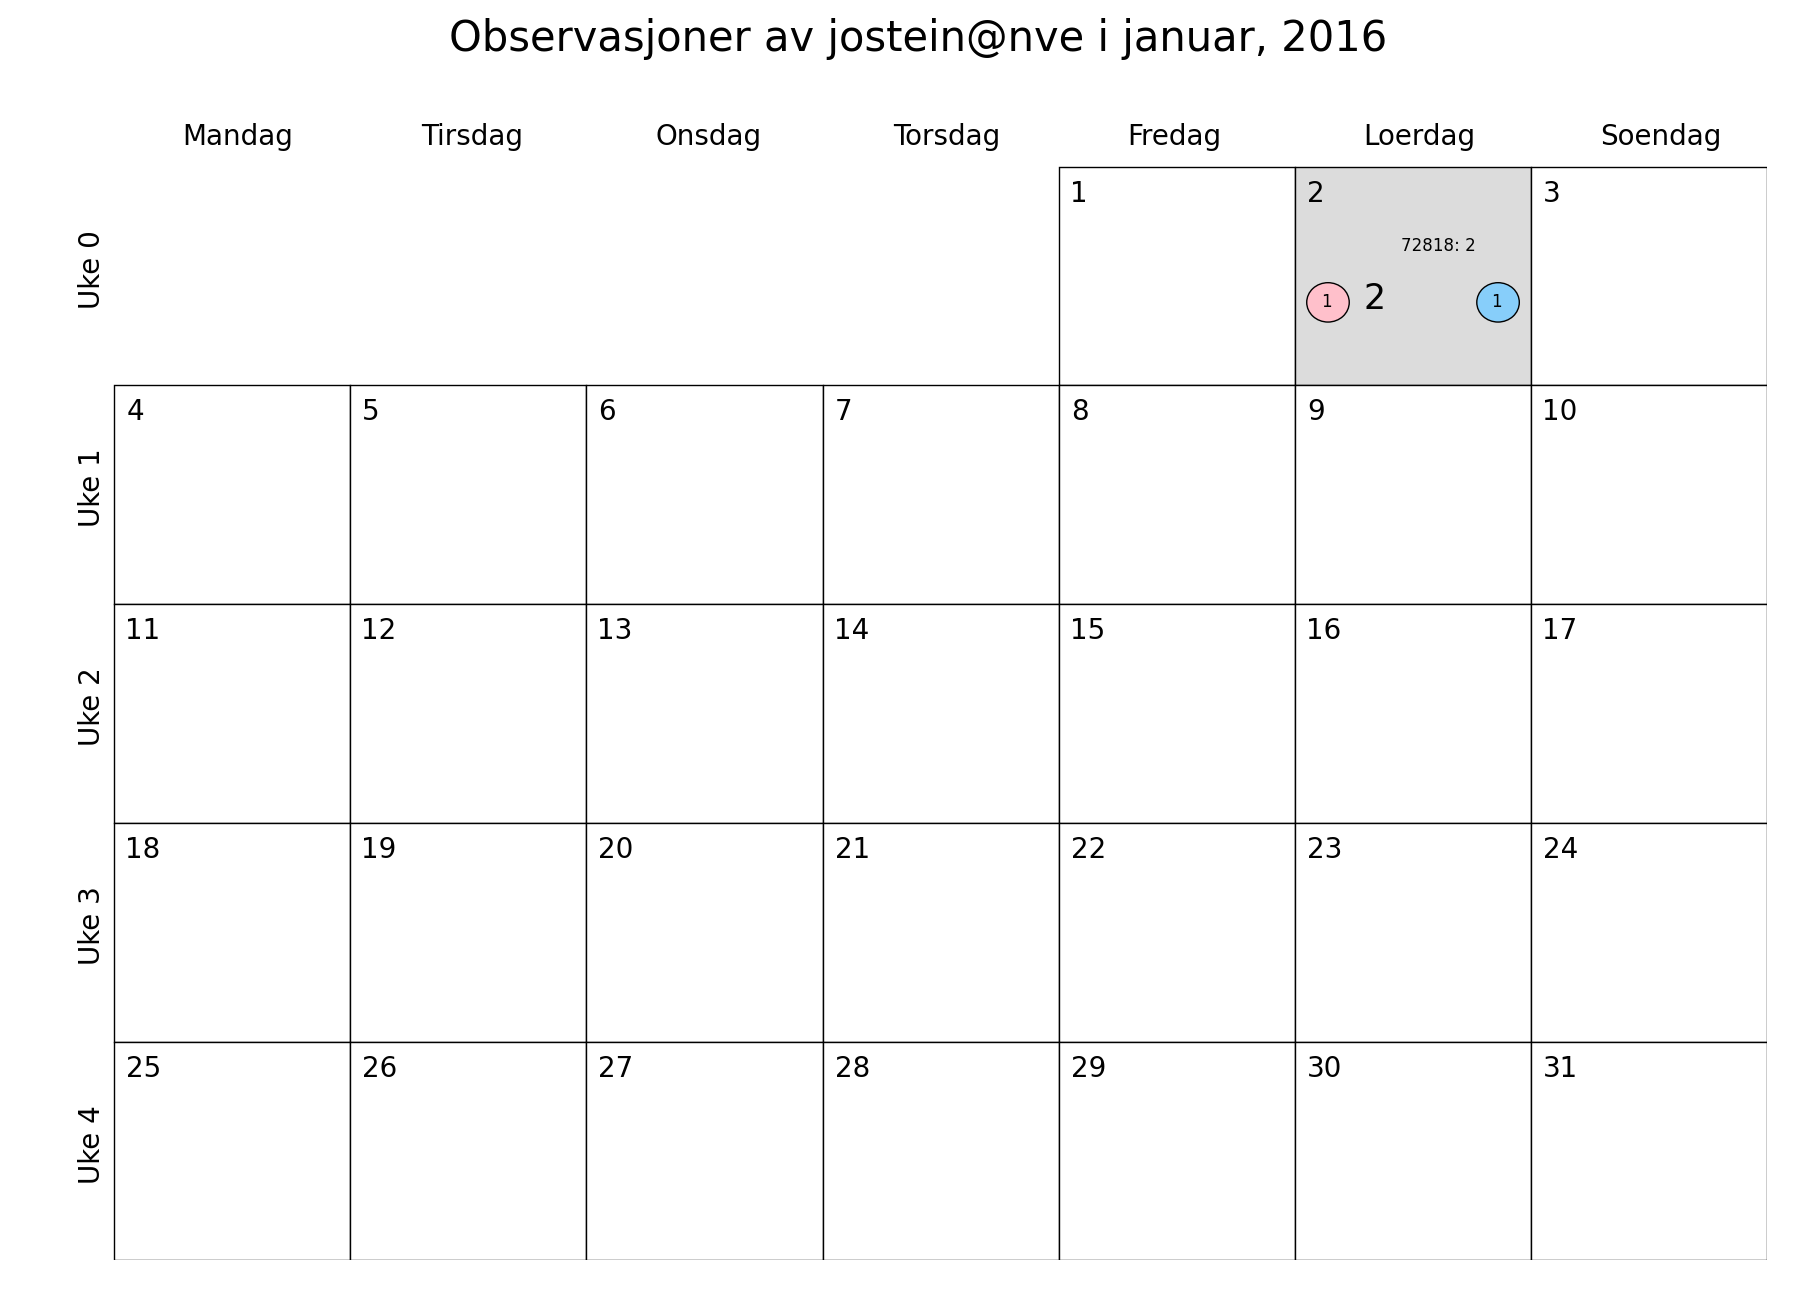 Observasjoner av jostein@nve i januar, 2016
Mandag Tirsdag Onsdag Torsdag Fredag Loerdag Soendag
Uke 0
1 2 3
72818: 2
1 2 1
Uke 1
4 5 6 7 8 9 10
Uke 2
11 12 13 14 15 16 17
Uke 3
18 19 20 21 22 23 24
Uke 4
25 26 27 28 29 30 31